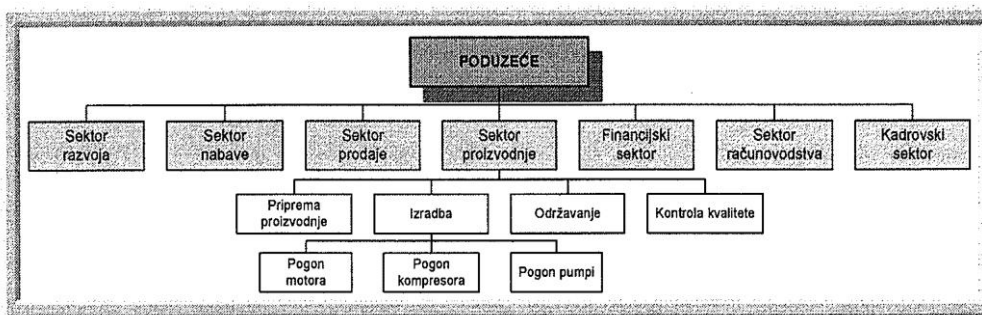 PODUZEĆE
Sektor
razvoja
Sektor
nabave
Sektor
prodaje
Sektor
proizvodnje
Financijski
sektor
Sektor
računovodstva
Kadrovski
sektor
Priprema
proizvodnje
Izradba
Održavanje
Kontrola kvalitete
Pogon
motora
Pogon
kompresora
Pogon pumpi